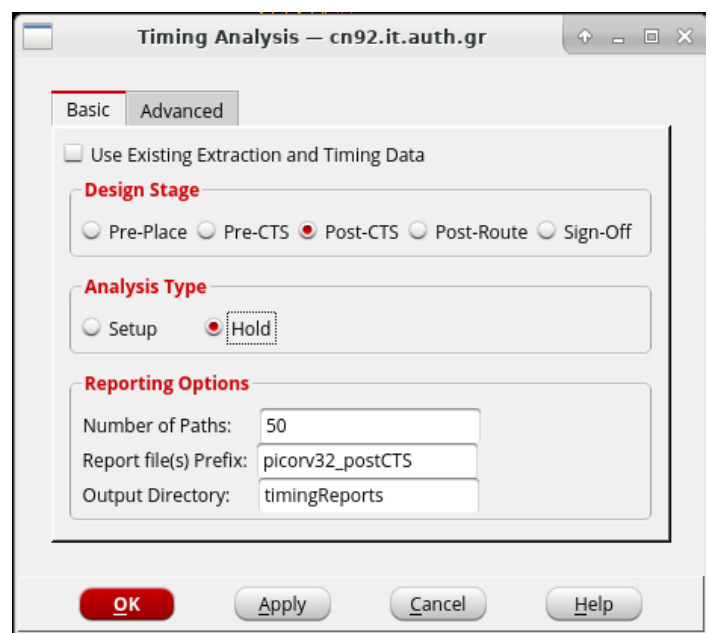 Timing Analysis — cn92.it.auth.gr
Basic Advanced
Use Existing Extraction and Timing Data
Design Stage
Pre-Place Pre-CTS Post-CTS Post-Route Sign-Off
Analysis Type
Setup Hold
Reporting Options
Number of Paths: 50
Report file(s) Prefix: picorv32_postCTS
Output Directory: timingReports
OK Apply Cancel Help